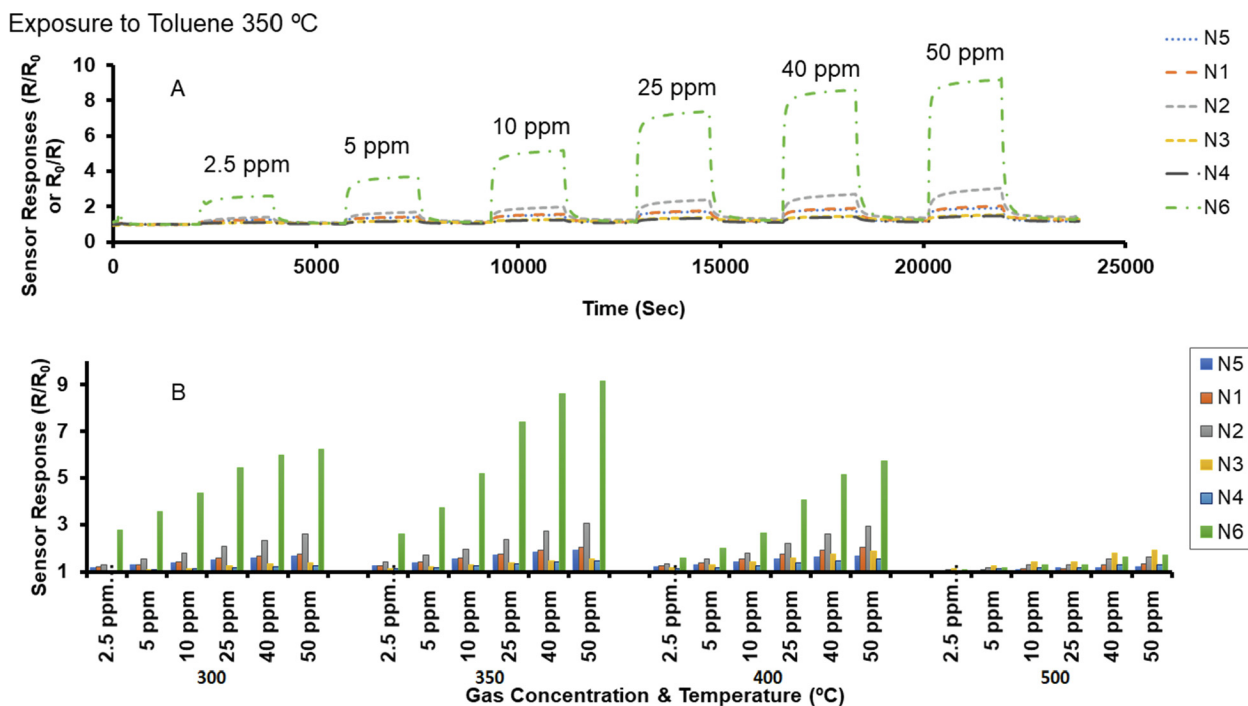 Exposure to Toluene 350 ºC
Sensor Responses (R/R₀
or R₀/R)
10
8
6
4
2
0
A
2.5 ppm
5 ppm
10 ppm
25 ppm
40 ppm
50 ppm
0
5000
10000
15000
20000
25000
Time (Sec)
N5
N1
N2
N3
N4
N6
Sensor Response (R/R₀)
9
7
5
3
1
B
2.5 ppm
5 ppm
10 ppm
25 ppm
40 ppm
50 ppm
2.5 ppm
5 ppm
10 ppm
25 ppm
40 ppm
50 ppm
2.5 ppm
5 ppm
10 ppm
25 ppm
40 ppm
50 ppm
2.5 ppm
5 ppm
10 ppm
25 ppm
40 ppm
50 ppm
300
350
400
500
Gas Concentration & Temperature (ºC)
N5
N1
N2
N3
N4
N6